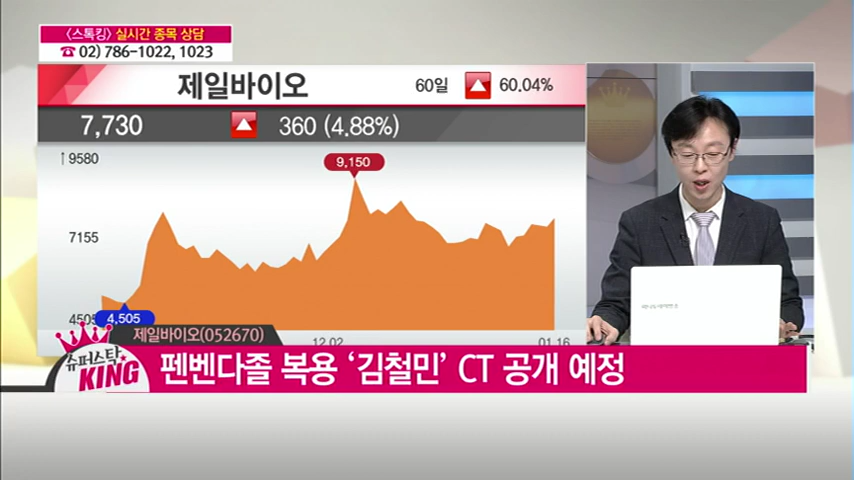 〈스톡킹〉 실시간 종목 상담
☎ 02) 786-1022, 1023
제일바이오 60일 ▲ 60.04%
7,730 ▲ 360 (4.88%)
↑9580
9,150
7155
4505
4,505
12.02 01.16
제일바이오(052670)
슈퍼스탁
KING
펜벤다졸 복용 ‘김철민’ CT 공개 예정